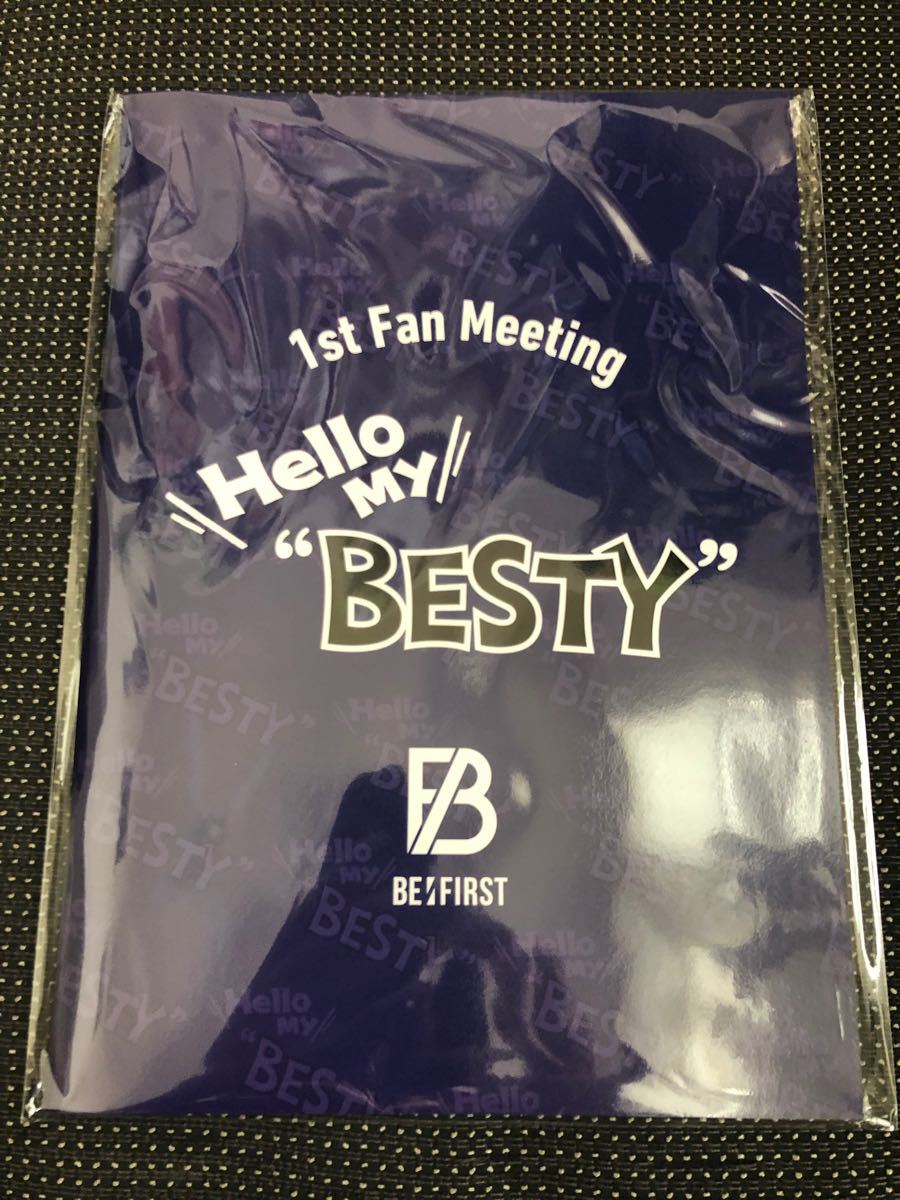 1st Fan Meeting
Hello
MY
“BESTY”
BE:FIRST